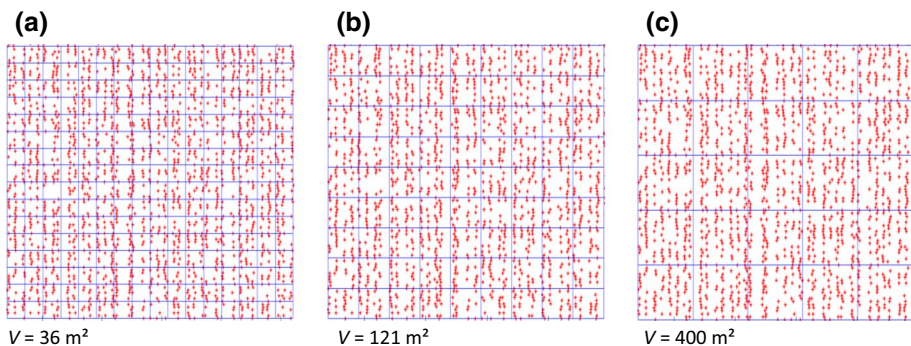 (a)
(b)
(c)
V = 36 m²
V = 121 m²
V = 400 m²